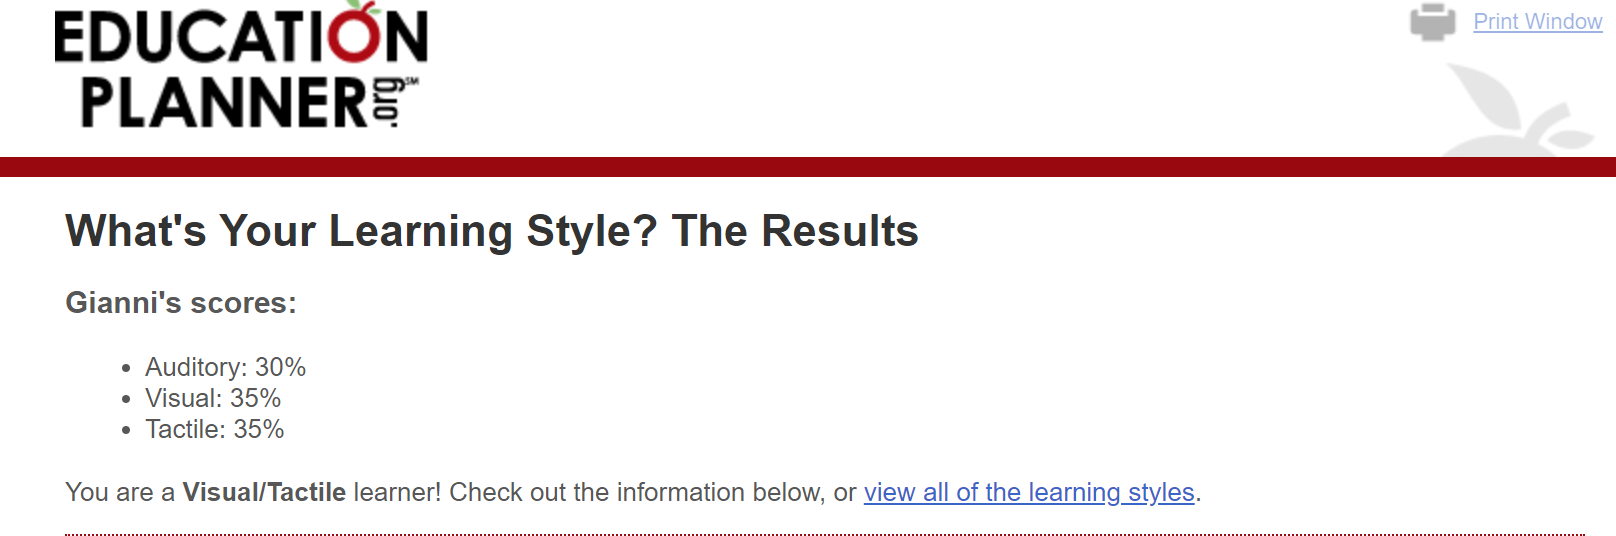 EDUCATION
PLANNER.org℠
Print Window
What's Your Learning Style? The Results
Gianni's scores:
• Auditory: 30%
• Visual: 35%
• Tactile: 35%
You are a Visual/Tactile learner! Check out the information below, or view all of the learning styles.